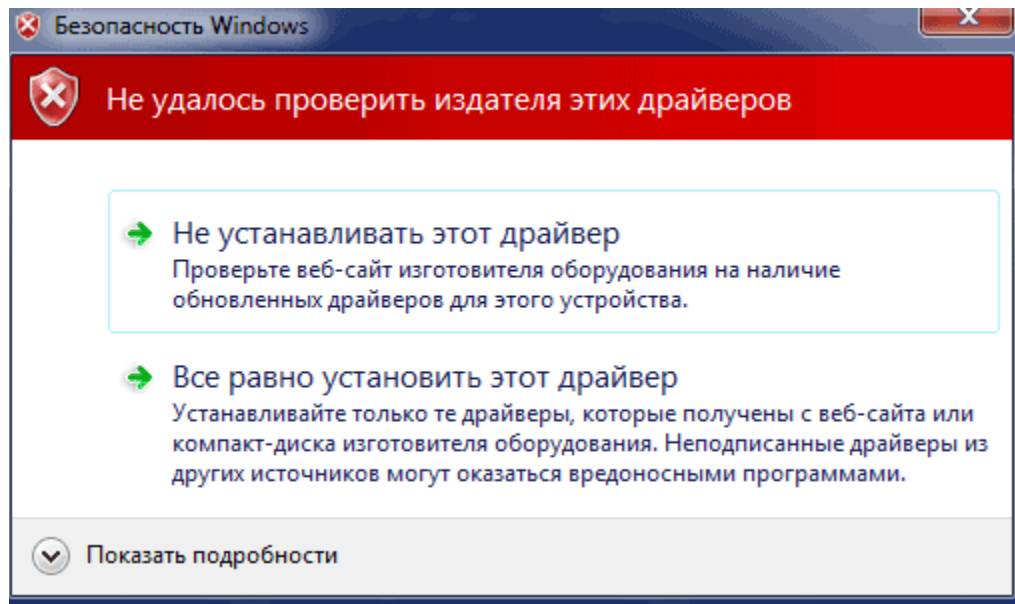 Безопасность Windows
Не удалось проверить издателя этих драйверов
Не устанавливать этот драйвер
Проверьте веб-сайт изготовителя оборудования на наличие
обновленных драйверов для этого устройства.
Все равно установить этот драйвер
Устанавливайте только те драйверы, которые получены с веб-сайта или
компакт-диска изготовителя оборудования. Неподписанные драйверы из
других источников могут оказаться вредоносными программами.
Показать подробности